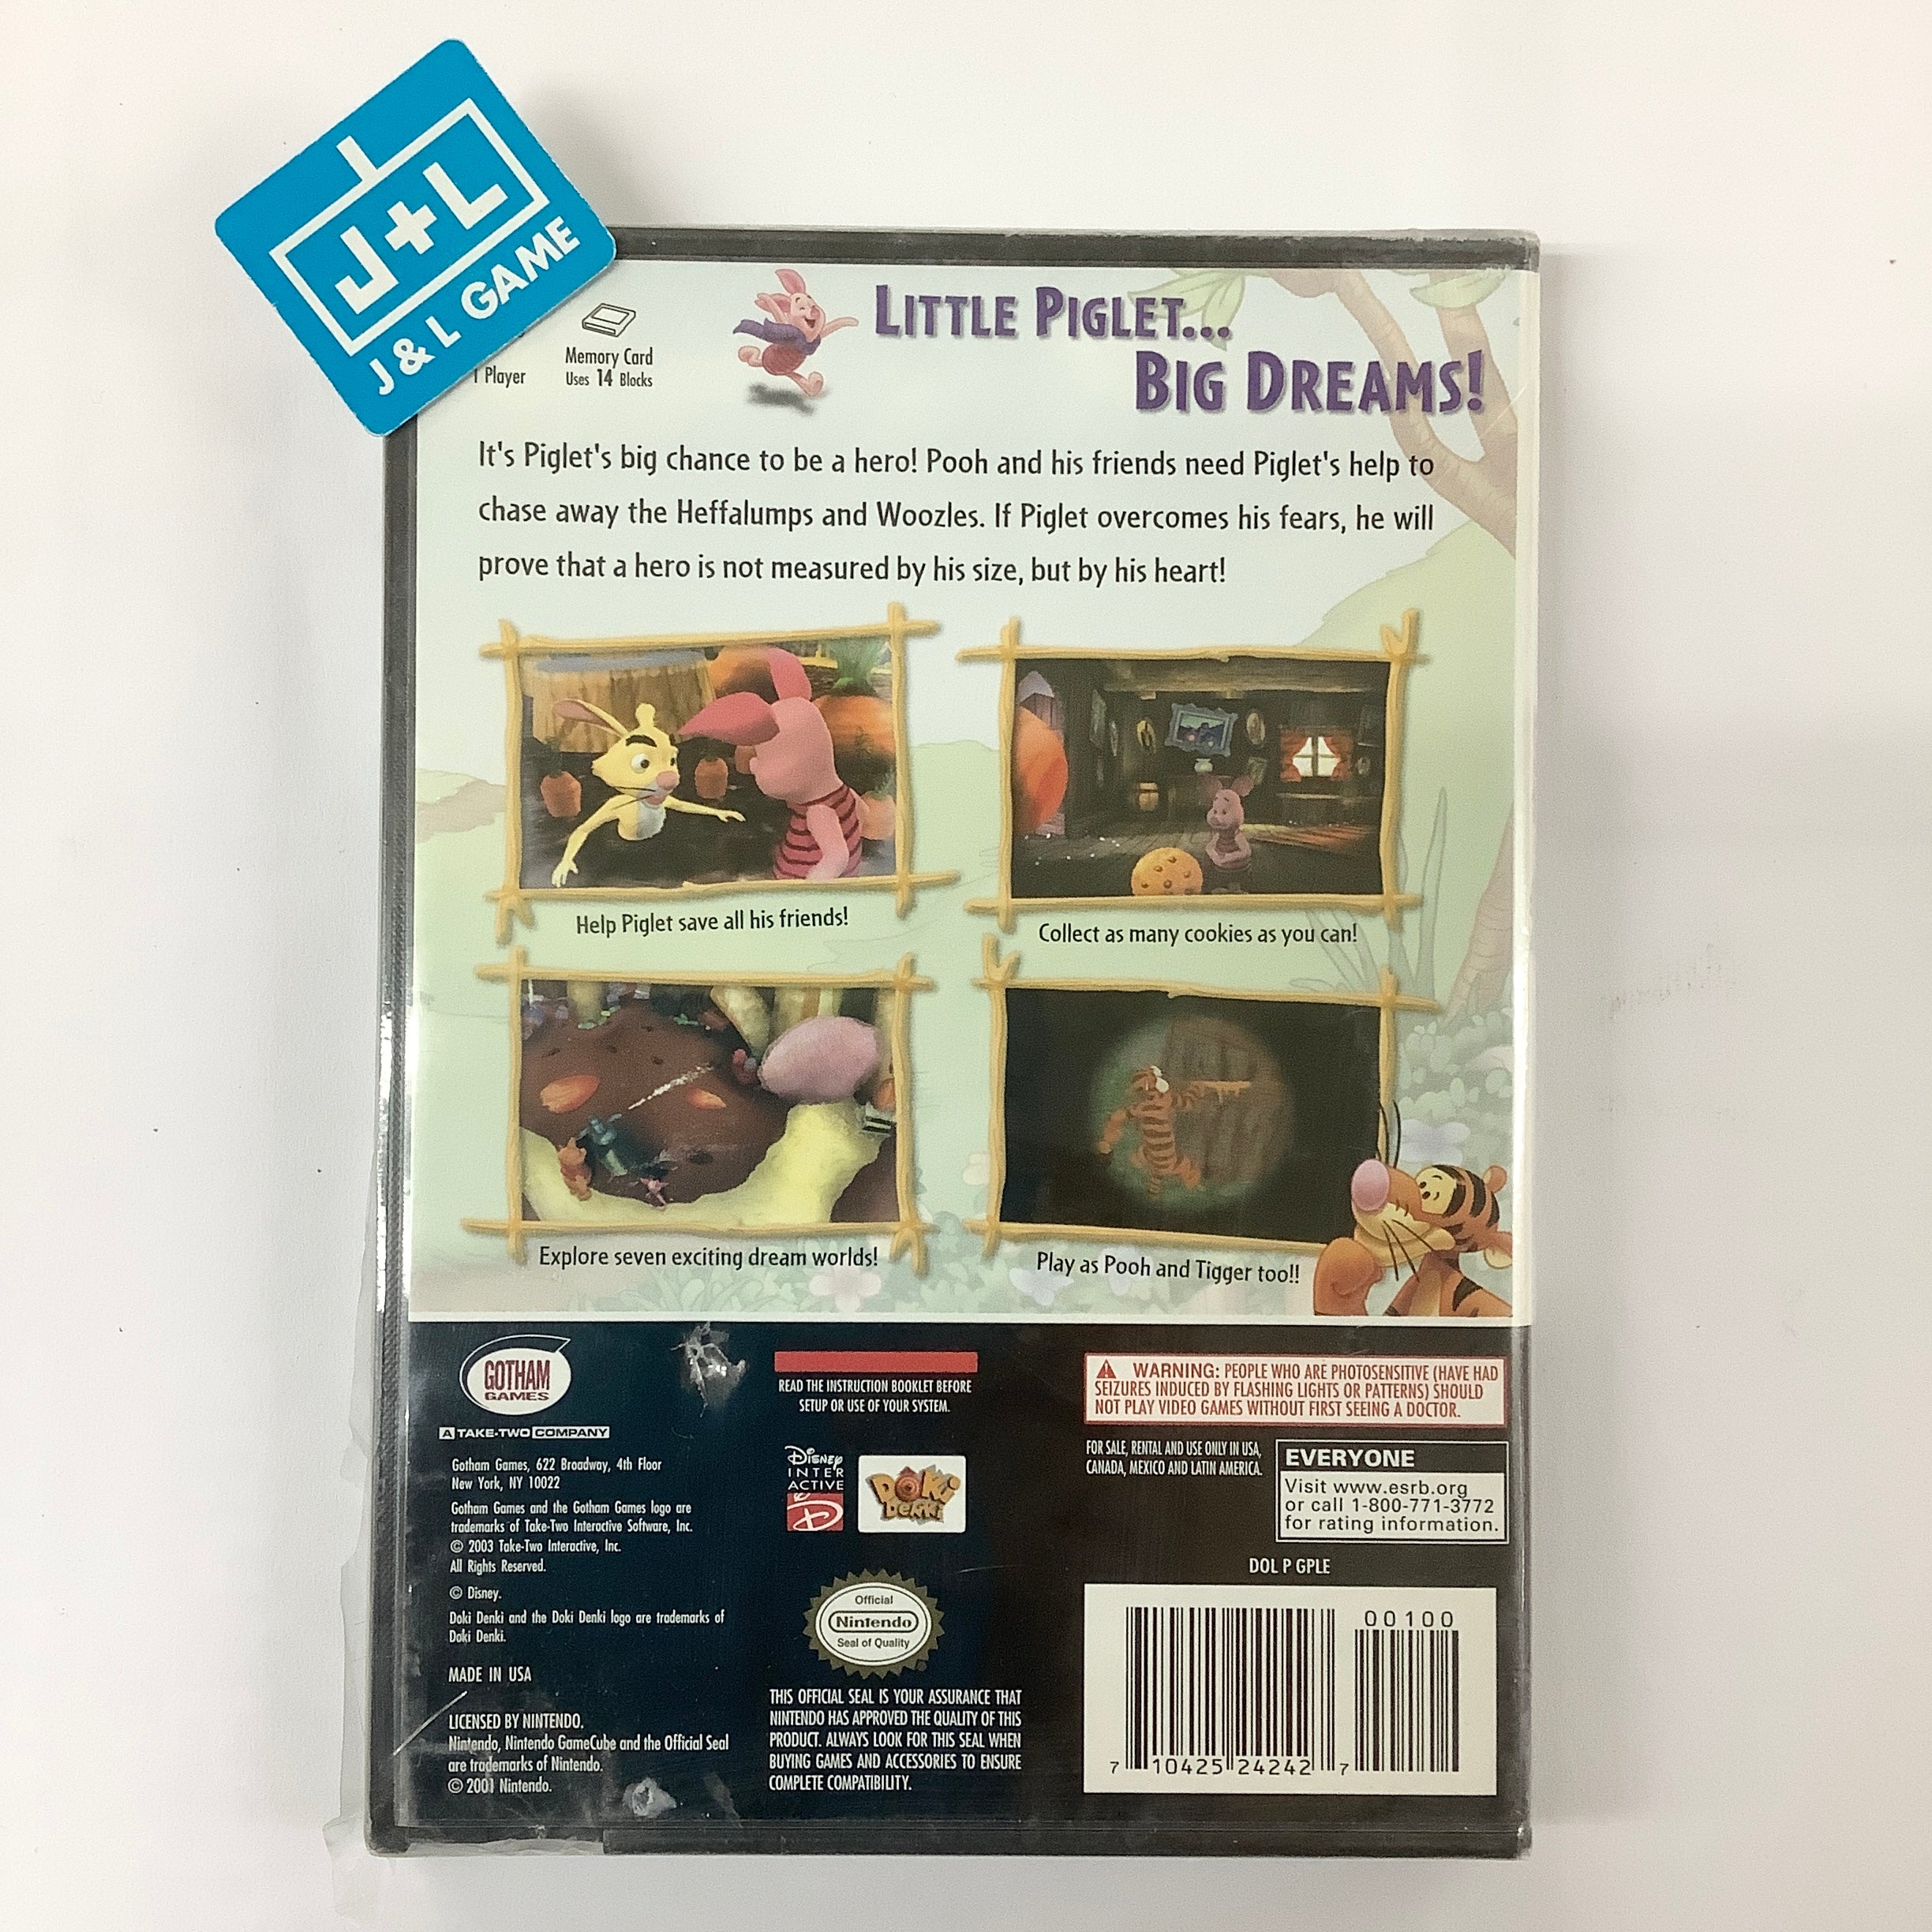 J+L
J & L GAME
1 Player
Memory Card
Uses 14 Blocks
LITTLE PIGLET...
BIG DREAMS!
It's Piglet's big chance to be a hero! Pooh and his friends need Piglet's help to
chase away the Heffalumps and Woozles. If Piglet overcomes his fears, he will
prove that a hero is not measured by his size, but by his heart!
Help Piglet save all his friends!
Collect as many cookies as you can!
Explore seven exciting dream worlds!
Play as Pooh and Tigger too!!
GOTHAM
GAMES
A TAKE-TWO COMPANY
Gotham Games, 622 Broadway, 4th Floor
New York, NY 10022
Gotham Games and the Gotham Games logo are
trademarks of Take-Two Interactive Software, Inc.
© 2003 Take-Two Interactive, Inc.
All Rights Reserved.
© Disney.
Doki Denki and the Doki Denki logo are trademarks of
Doki Denki.
MADE IN USA
LICENSED BY NINTENDO.
Nintendo, Nintendo GameCube and the Official Seal
are trademarks of Nintendo.
© 2001 Nintendo.
READ THE INSTRUCTION BOOKLET BEFORE
SETUP OR USE OF YOUR SYSTEM.
DISNEY
INTER
ACTIVE
DOKI
DENKI
Official
Nintendo
Seal of Quality
THIS OFFICIAL SEAL IS YOUR ASSURANCE THAT
NINTENDO HAS APPROVED THE QUALITY OF THIS
PRODUCT. ALWAYS LOOK FOR THIS SEAL WHEN
BUYING GAMES AND ACCESSORIES TO ENSURE
COMPLETE COMPATIBILITY.
WARNING: PEOPLE WHO ARE PHOTOSENSITIVE (HAVE HAD
SEIZURES INDUCED BY FLASHING LIGHTS OR PATTERNS) SHOULD
NOT PLAY VIDEO GAMES WITHOUT FIRST SEEING A DOCTOR.
FOR SALE, RENTAL AND USE ONLY IN USA,
CANADA, MEXICO AND LATIN AMERICA.
EVERYONE
Visit www.esrb.org
or call 1-800-771-3772
for rating information.
DOL P GPLE
00100
7 10425 24242 7